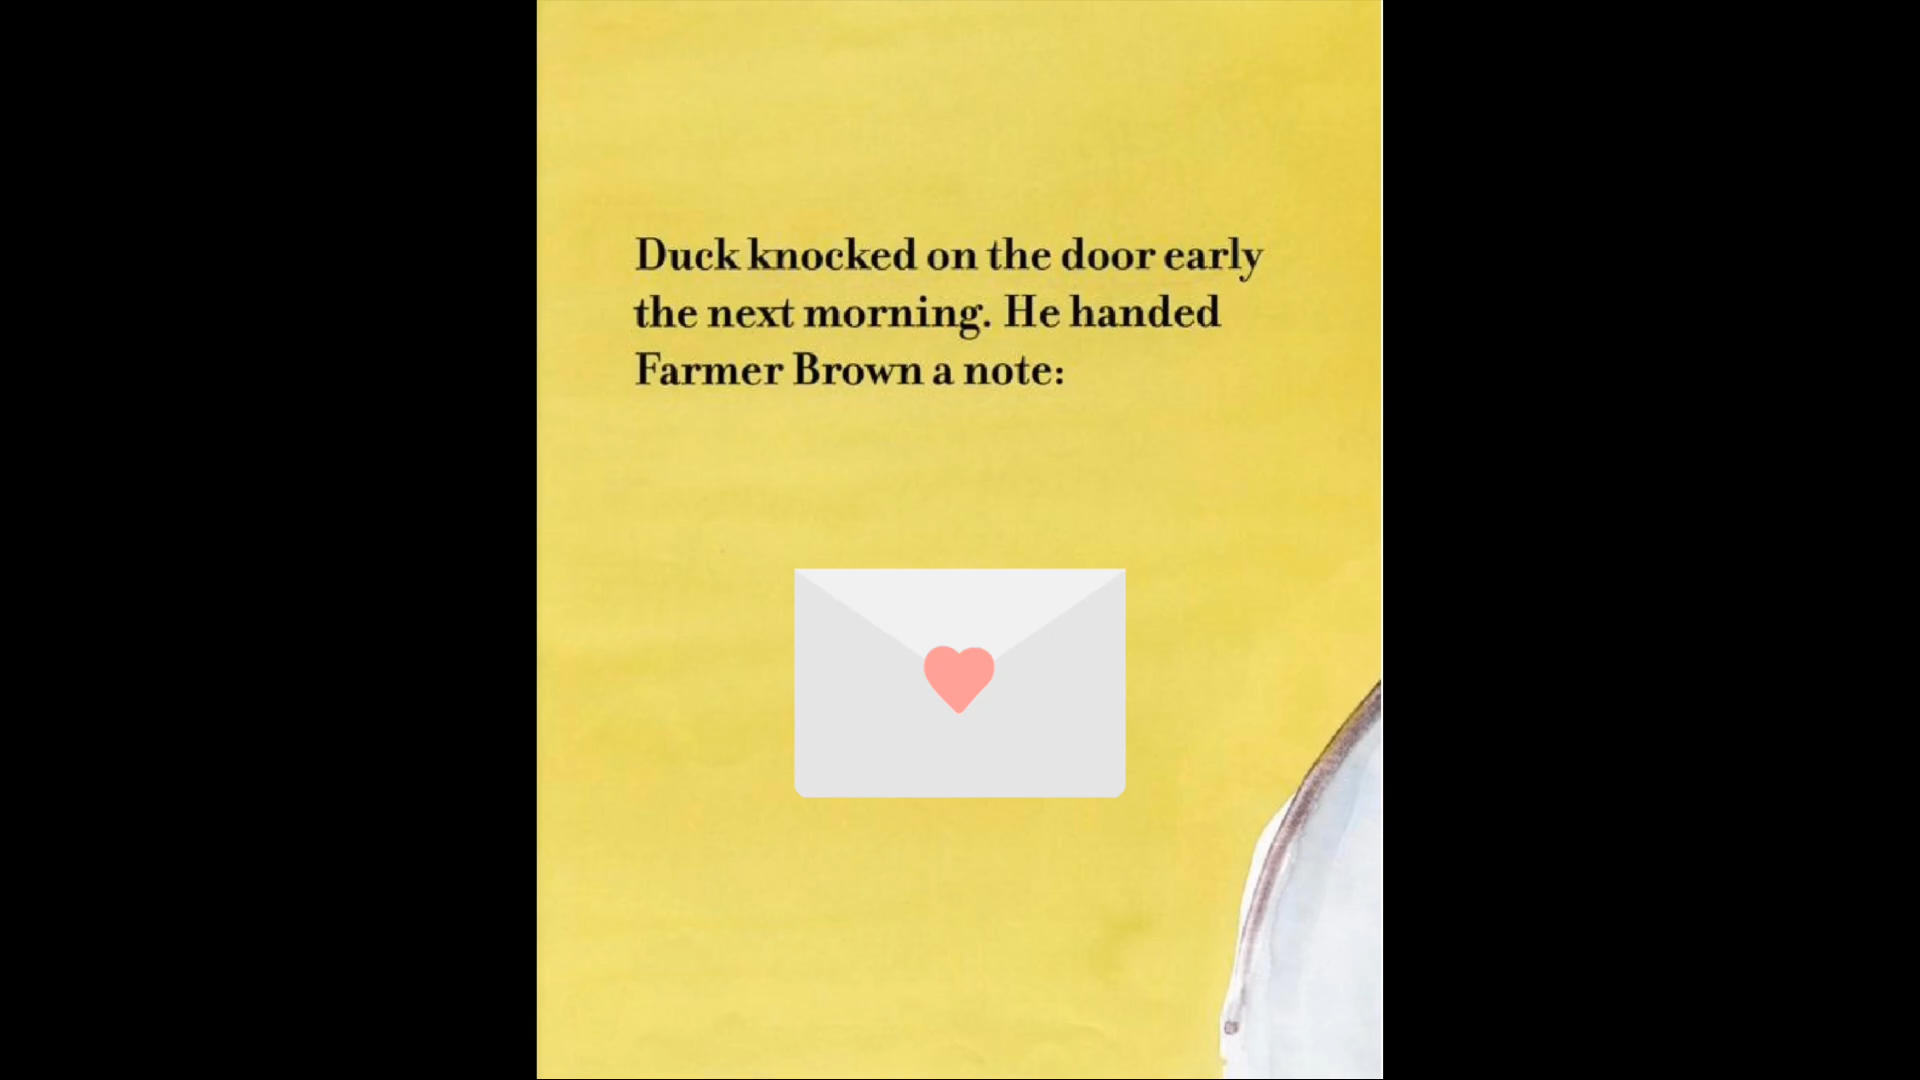 Duck knocked on the door early
the next morning. He handed
Farmer Brown a note: